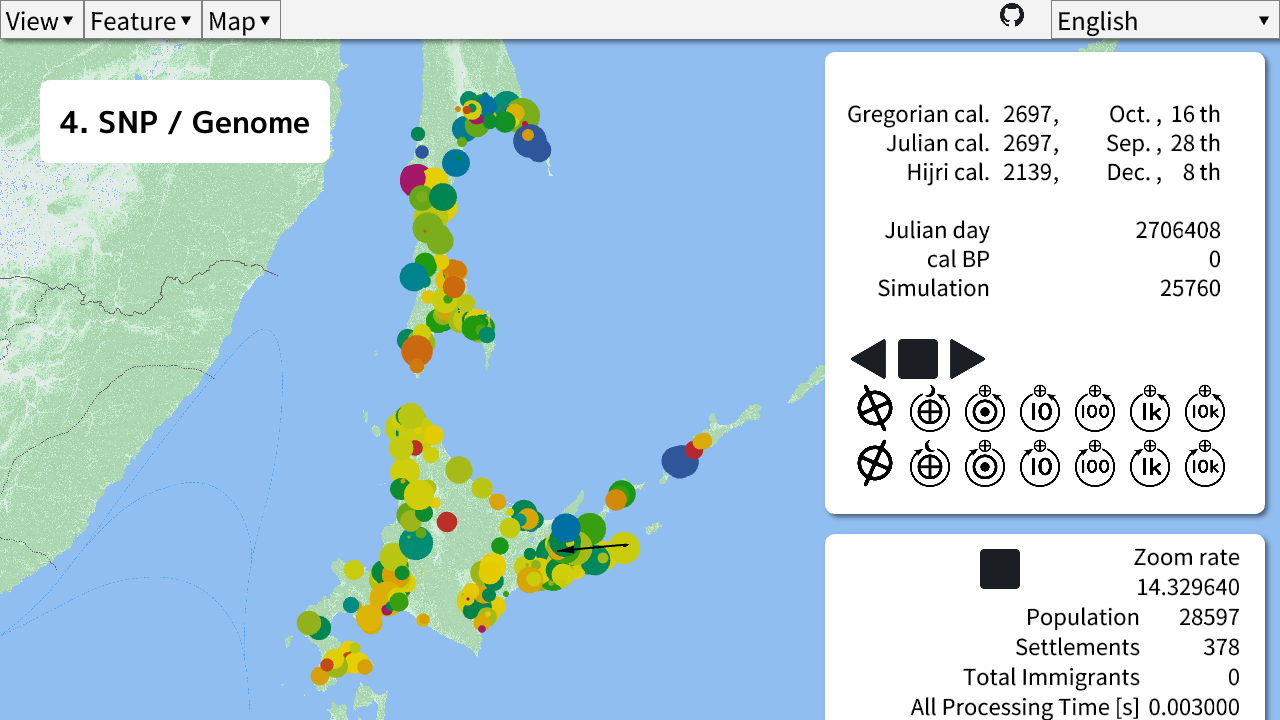 View▼ Feature▼ Map▼ English ▼
4. SNP / Genome
Gregorian cal. 2697, Oct. , 16 th
Julian cal. 2697, Sep. , 28 th
Hijri cal. 2139, Dec. , 8 th
Julian day 2706408
cal BP 0
Simulation 25760
10 100 1k 10k
10 100 1k 10k
Zoom rate
14.329640
Population 28597
Settlements 378
Total Immigrants 0
All Processing Time [s] 0.003000